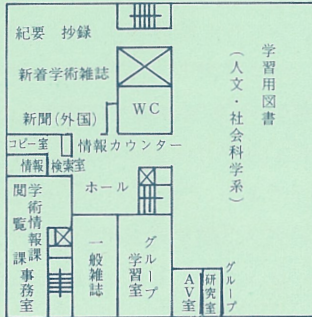 紀要 抄録
新着学術雑誌
新聞(外国)
WC
コピー室
情報カウンター
情報検索室
ホール
学習用図書
(人文・社会科学系)
学術情報課
閲覧課
事務室
一般雑誌
グループ
学習室
AV室
グループ
研究室